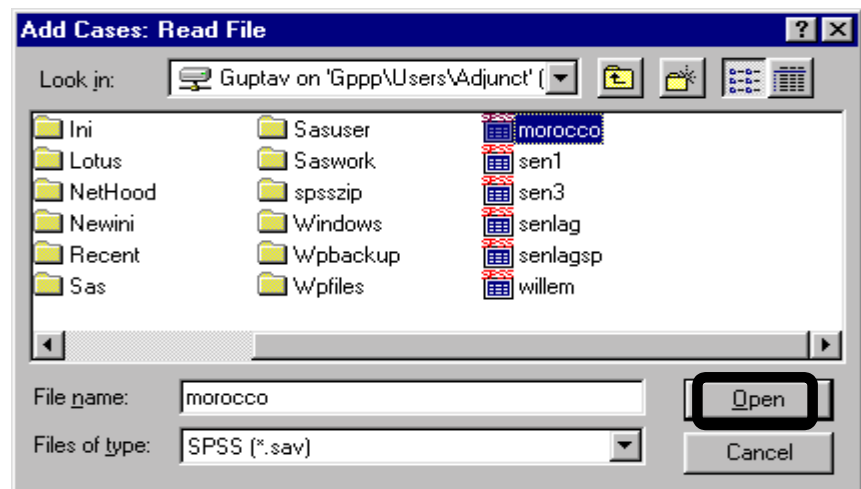 Add Cases: Read File
Look in: Guptav on 'Gppp\Users\Adjunct' (
Ini Sasuser morocco
Lotus Saswork sen1
NetHood spsszip sen3
Newini Windows senlag
Recent Wpbackup senlagsp
Sas Wpfiles willem
File name: morocco Open
Files of type: SPSS (*.sav) Cancel